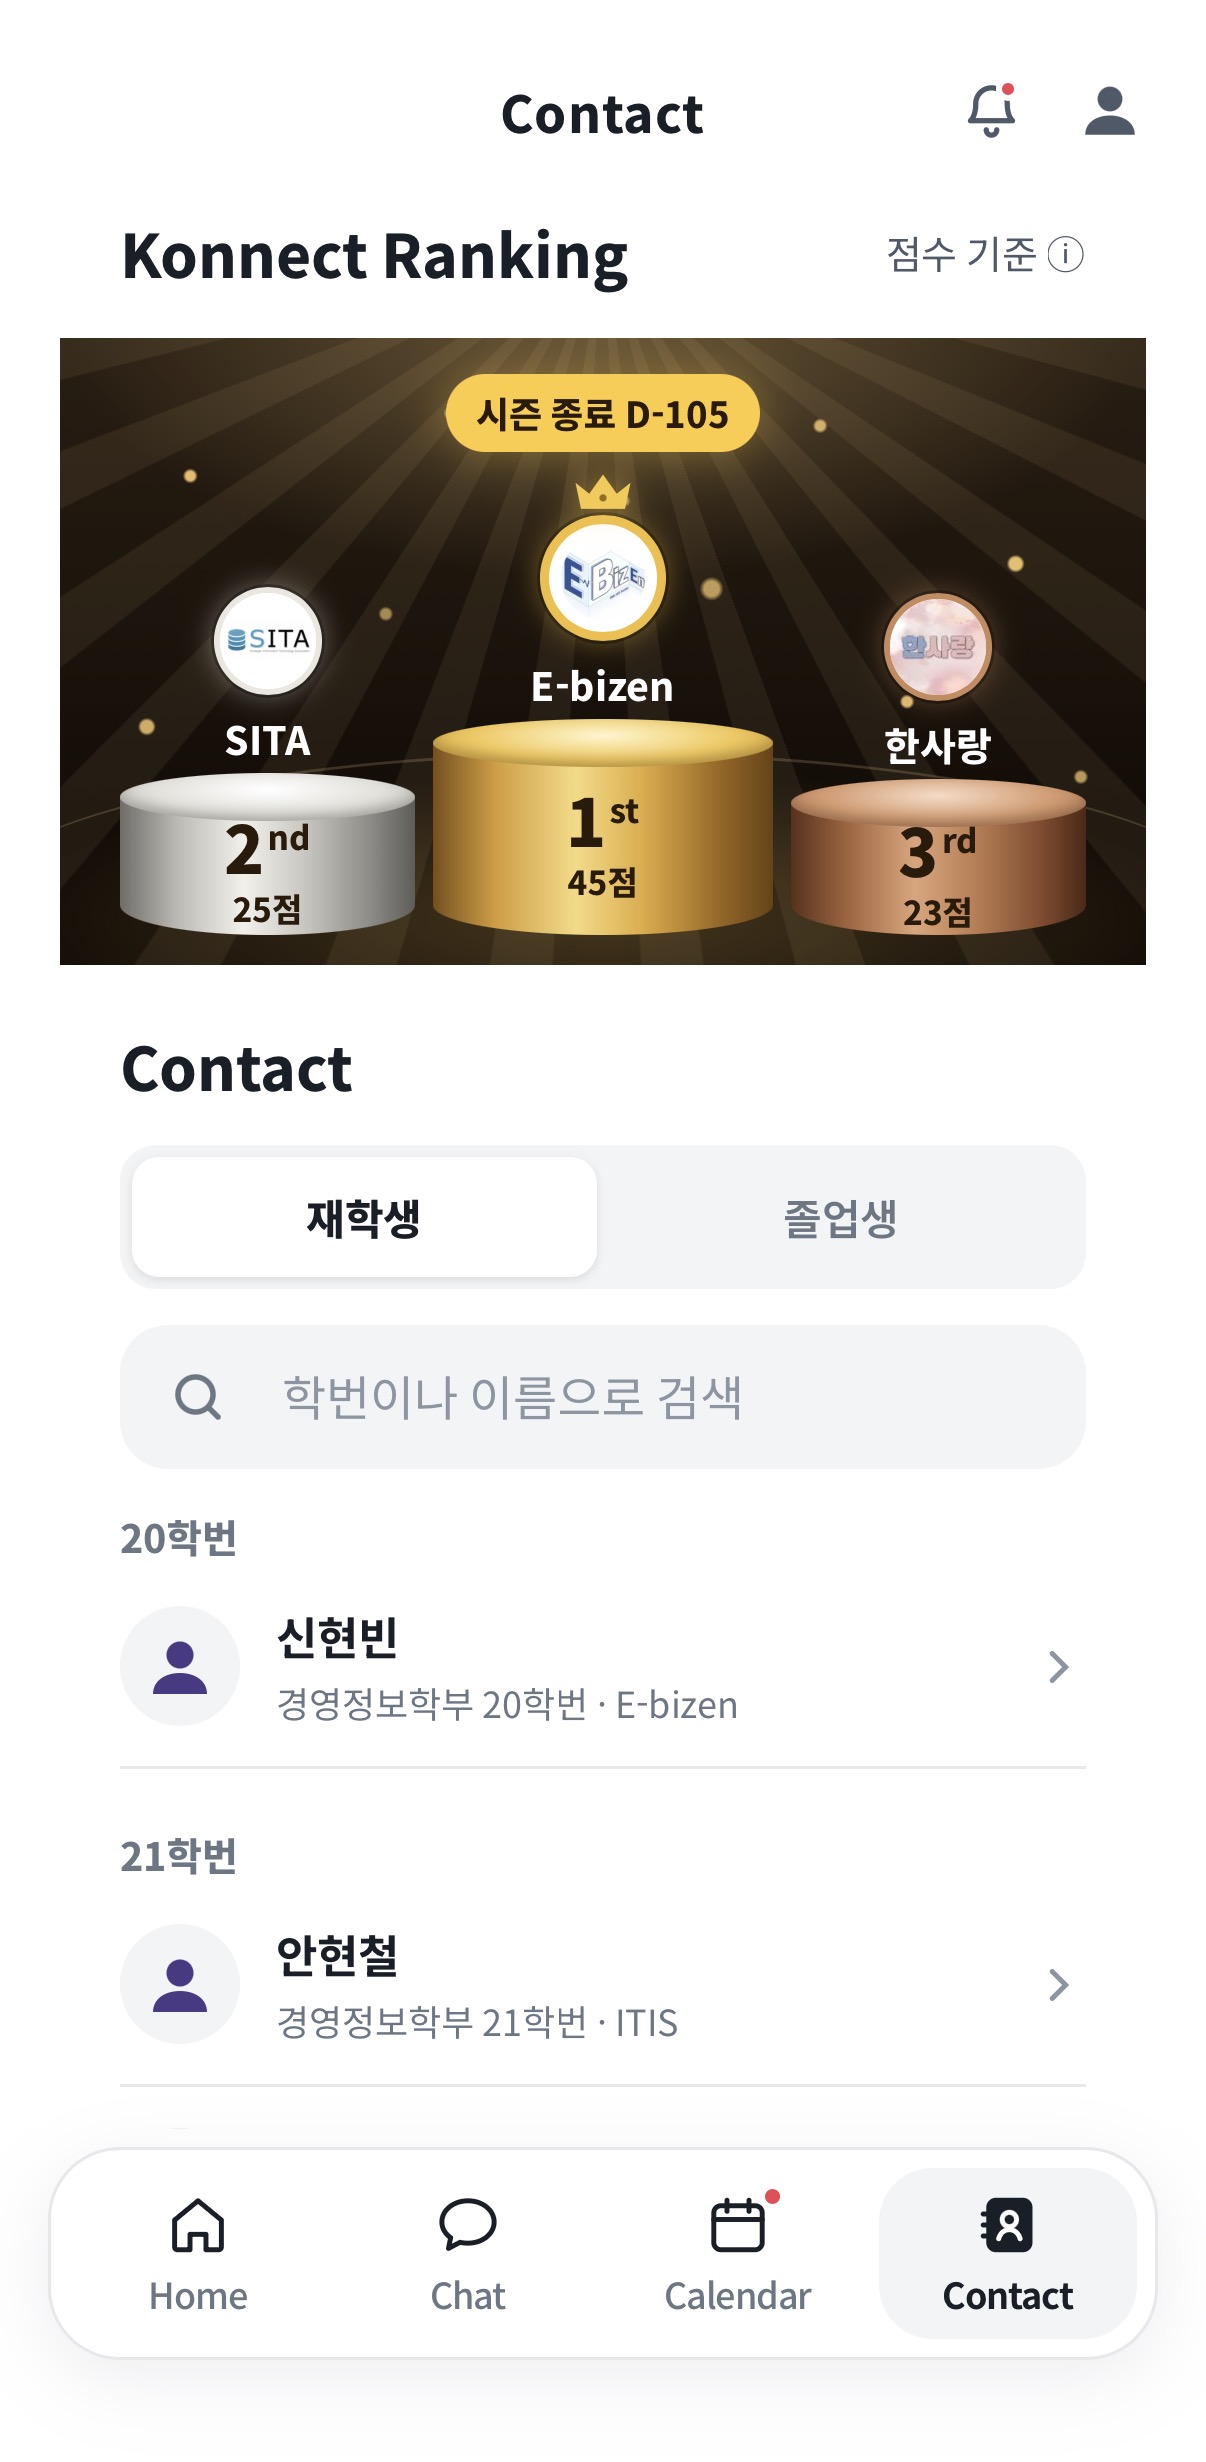 Contact
Konnect Ranking
점수 기준 ⓘ
시즌 종료 D-105
E-BizEn
SITA
한사랑
E-bizen
SITA
한사랑
1st
45점
2nd
25점
3rd
23점
Contact
재학생
졸업생
학번이나 이름으로 검색
20학번
신현빈
경영정보학부 20학번 · E-bizen
21학번
안현철
경영정보학부 21학번 · ITIS
Home
Chat
Calendar
Contact